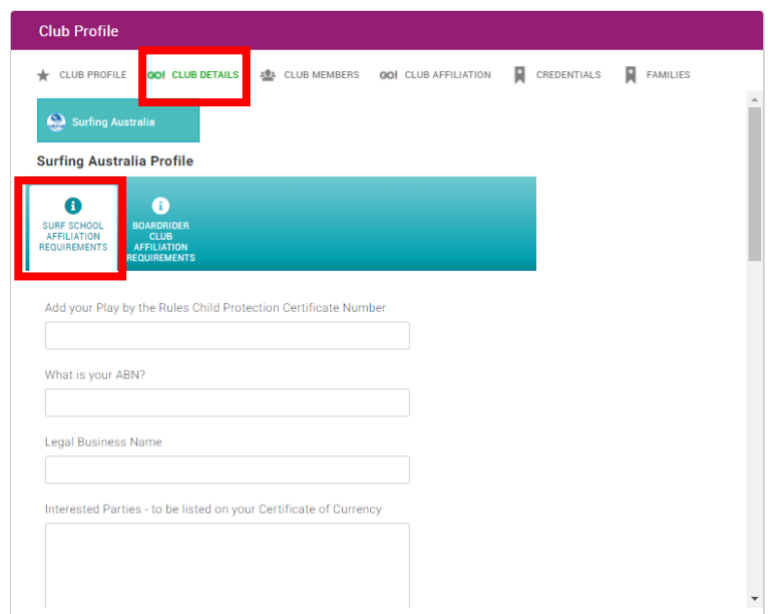 Club Profile
CLUB PROFILE GO! CLUB DETAILS CLUB MEMBERS GO! CLUB AFFILIATION CREDENTIALS FAMILIES
Surfing Australia
Surfing Australia Profile
SURF SCHOOL
AFFILIATION
REQUIREMENTS
BOARDRIDER
CLUB
AFFILIATION
REQUIREMENTS
Add your Play by the Rules Child Protection Certificate Number
What is your ABN?
Legal Business Name
Interested Parties - to be listed on your Certificate of Currency